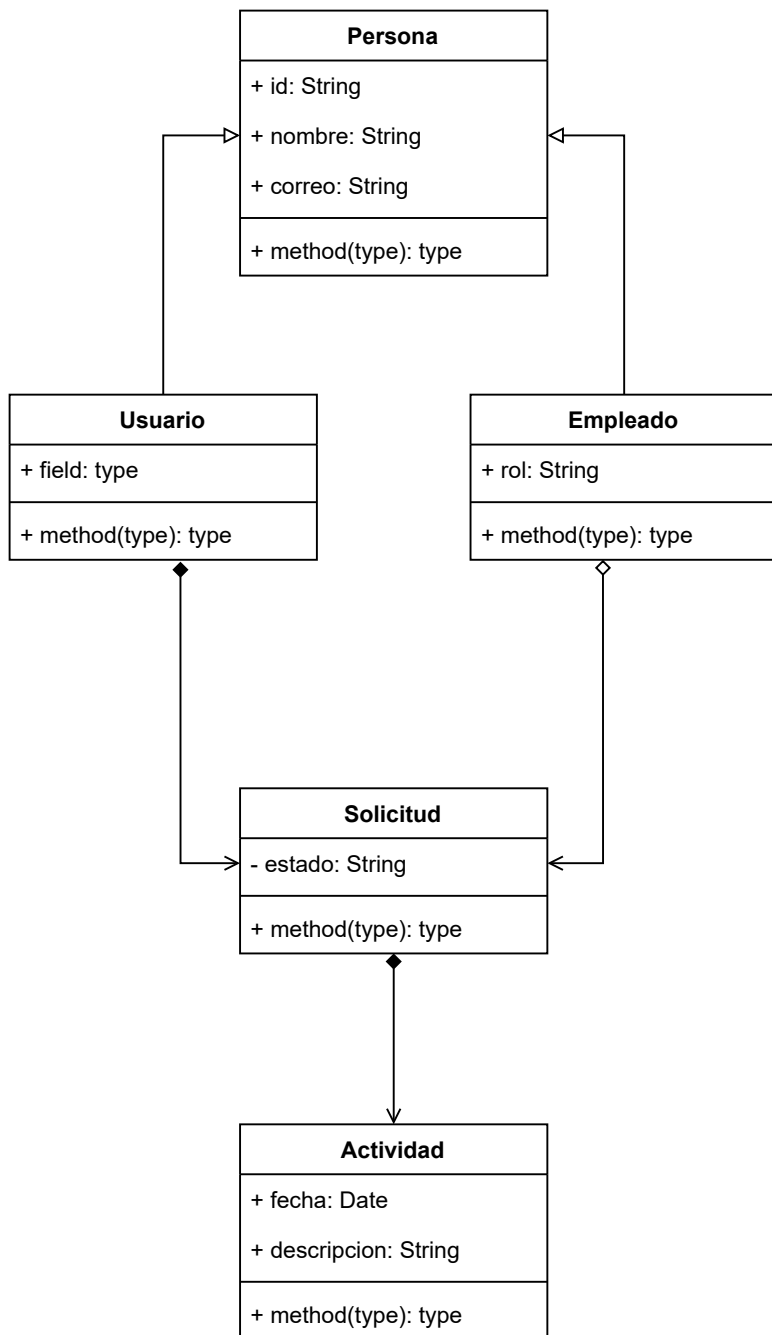 Persona
+ id: String
+ nombre: String
+ correo: String
+ method(type): type
Usuario
+ field: type
+ method(type): type
Empleado
+ rol: String
+ method(type): type
Solicitud
- estado: String
+ method(type): type
Actividad
+ fecha: Date
+ descripcion: String
+ method(type): type